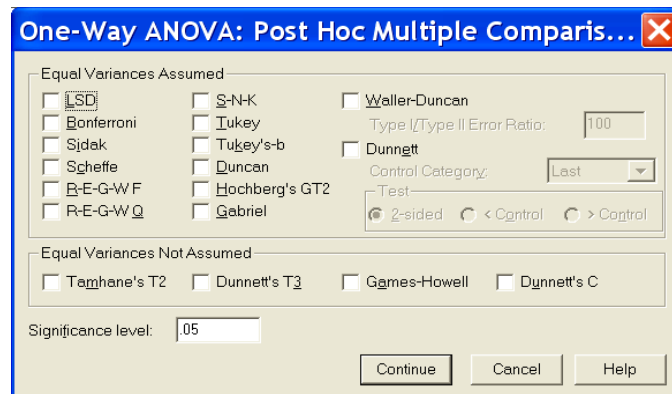 One-Way ANOVA: Post Hoc Multiple Comparis...
Equal Variances Assumed
LSD S-N-K Waller-Duncan
Type I/Type II Error Ratio: 100
Bonferroni Tukey
Sidak Tukey's-b Dunnett
Control Category: Last
Scheffe Duncan
Test
R-E-G-W F Hochberg's GT2
R-E-G-W Q Gabriel 2-sided < Control > Control
Equal Variances Not Assumed
Tamhane's T2 Dunnett's T3 Games-Howell Dunnett's C
Significance level: .05
Continue Cancel Help